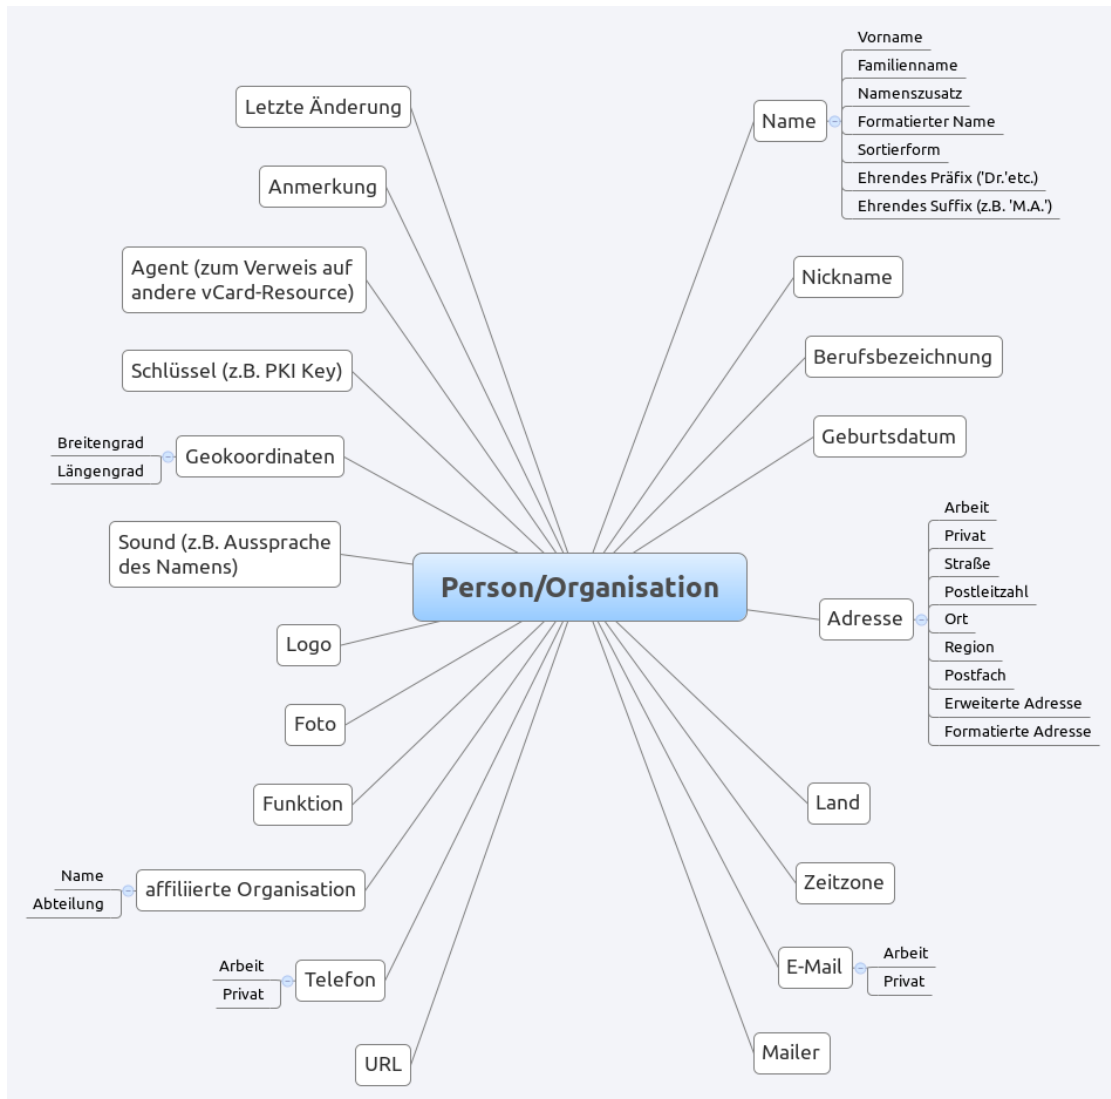 Person/Organisation
Name
Vorname
Familienname
Namenszusatz
Formatierter Name
Sortierform
Ehrendes Präfix ('Dr.'etc.)
Ehrendes Suffix (z.B. 'M.A.')
Nickname
Berufsbezeichnung
Geburtsdatum
Adresse
Arbeit
Privat
Straße
Postleitzahl
Ort
Region
Postfach
Erweiterte Adresse
Formatierte Adresse
Land
Zeitzone
E-Mail
Arbeit
Privat
Mailer
Letzte Änderung
Anmerkung
Agent (zum Verweis auf
andere vCard-Resource)
Schlüssel (z.B. PKI Key)
Geokoordinaten
Breitengrad
Längengrad
Sound (z.B. Aussprache
des Namens)
Logo
Foto
Funktion
affiliierte Organisation
Name
Abteilung
Telefon
Arbeit
Privat
URL